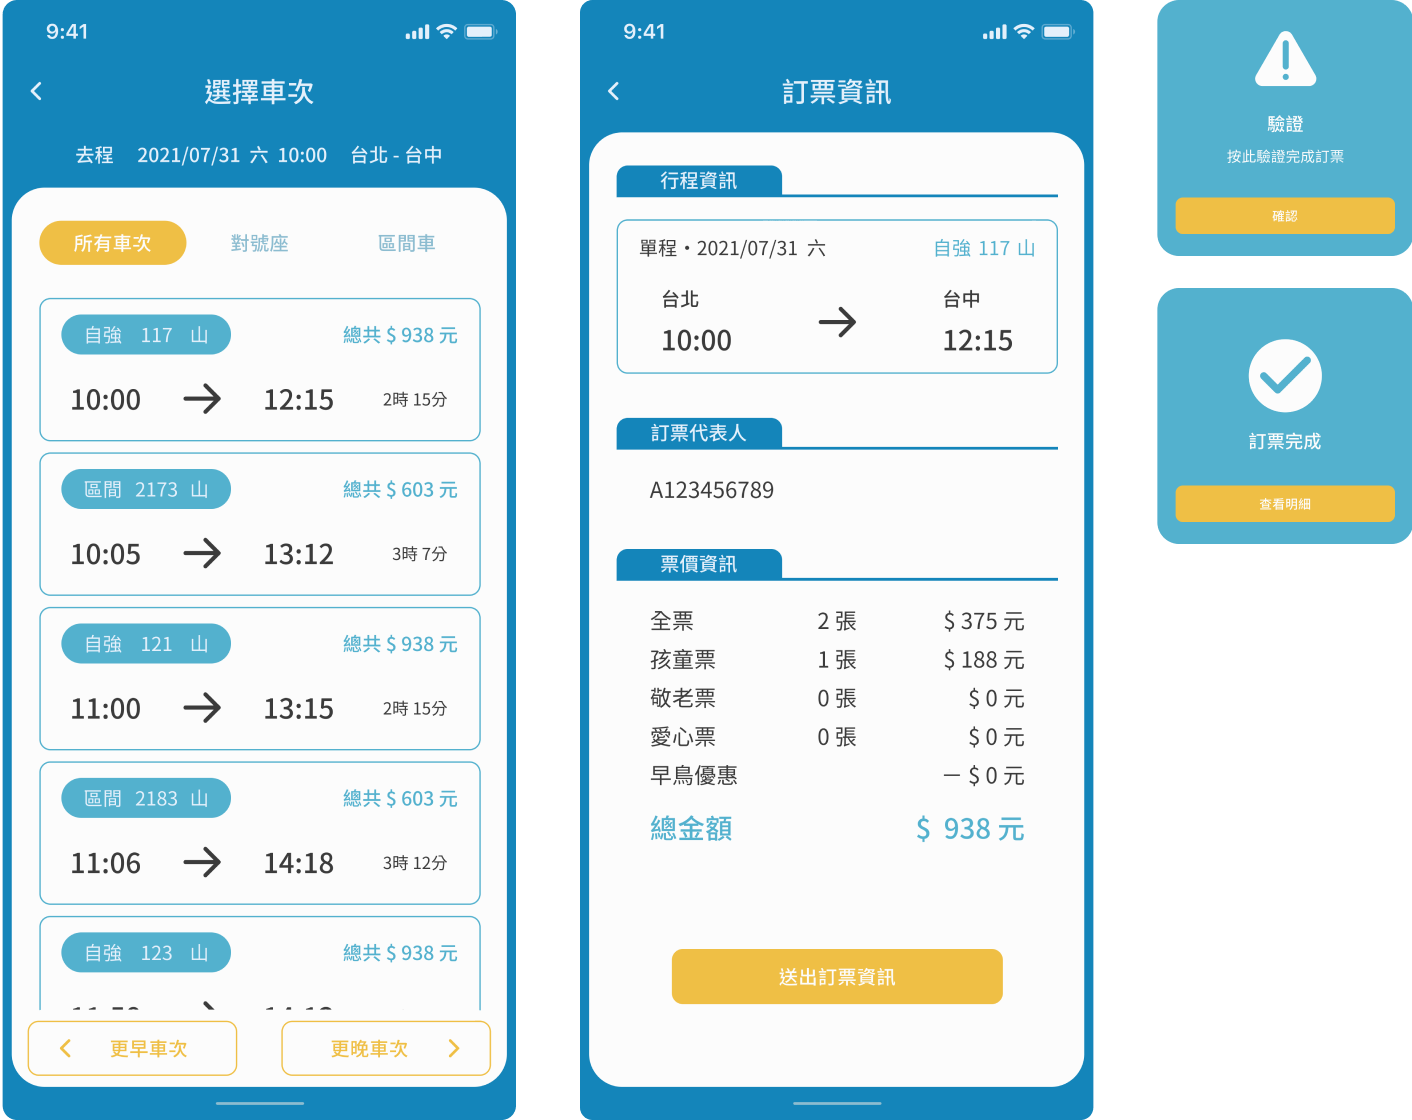 9:41
選擇車次
去程 2021/07/31 六 10:00 台北 - 台中
所有車次 對號座 區間車
自強 117 山 總共 $ 938 元
10:00 12:15 2時 15分
區間 2173 山 總共 $ 603 元
10:05 13:12 3時 7分
自強 121 山 總共 $ 938 元
11:00 13:15 2時 15分
區間 2183 山 總共 $ 603 元
11:06 14:18 3時 12分
自強 123 山 總共 $ 938 元
更早車次 更晚車次
9:41
訂票資訊
行程資訊
單程・2021/07/31 六 自強 117 山
台北 台中
10:00 12:15
訂票代表人
A123456789
票價資訊
全票 2 張 $ 375 元
孩童票 1 張 $ 188 元
敬老票 0 張 $ 0 元
愛心票 0 張 $ 0 元
早鳥優惠 － $ 0 元
總金額 $ 938 元
送出訂票資訊
驗證
按此驗證完成訂票
確認
訂票完成
查看明細